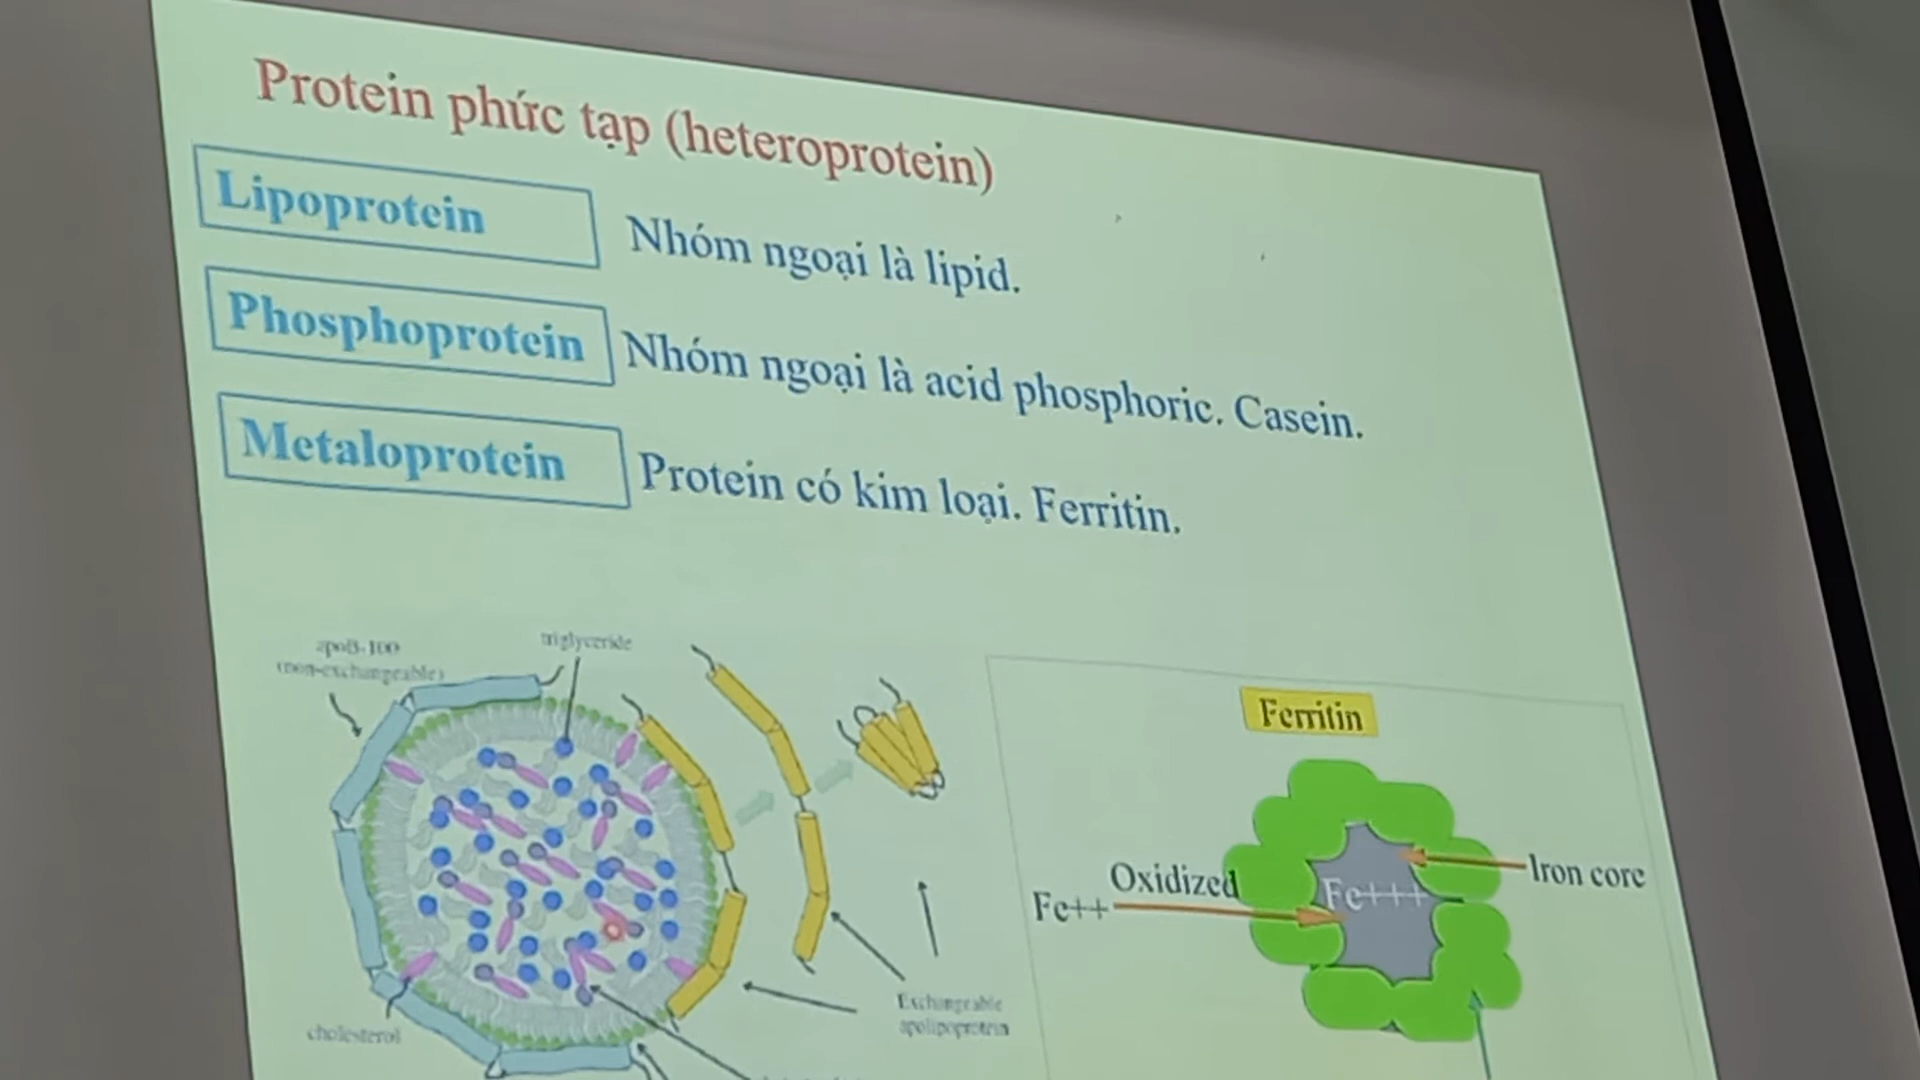 Protein phức tạp (heteroprotein)
Lipoprotein
Nhóm ngoại là lipid.
Phosphoprotein
Nhóm ngoại là acid phosphoric. Casein.
Metaloprotein
Protein có kim loại. Ferritin.
apoB-100
(non-exchangeable)
triglyceride
cholesterol
Exchangeable
apolipoprotein
Ferritin
Oxidized
Fe++
Fe+++
Iron core